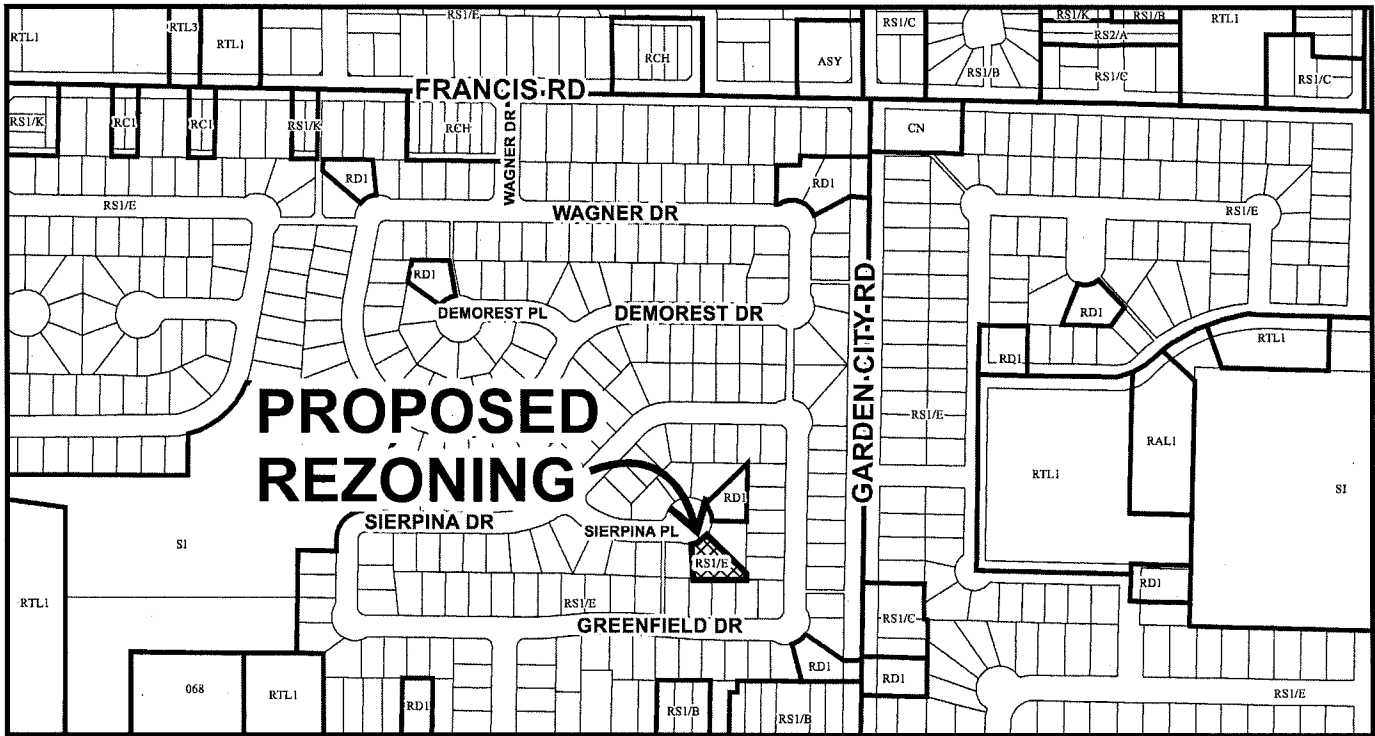 RTL1
RTL3
RTL1
RS1/E
RCH
ASY
RS1/C
RS1/B
RS1/K
RS1/B
RS2/A
RS1/C
RTL1
RS1/C
FRANCIS RD
RS1/K
RC1
RC1
RS1/K
RCH
WAGNER DR
CN
RD1
RD1
RS1/E
WAGNER DR
RS1/E
RD1
DEMOREST PL
DEMOREST DR
GARDEN CITY RD
RD1
RD1
RTL1
PROPOSED
REZONING
RS1/E
RAL1
RTL1
SI
RD1
SIERPINA DR
SIERPINA PL
SI
RS1/E
RD1
RTL1
RS1/E
GREENFIELD DR
RS1/C
RD1
RD1
068
RTL1
RD1
RS1/B
RS1/B
RS1/E